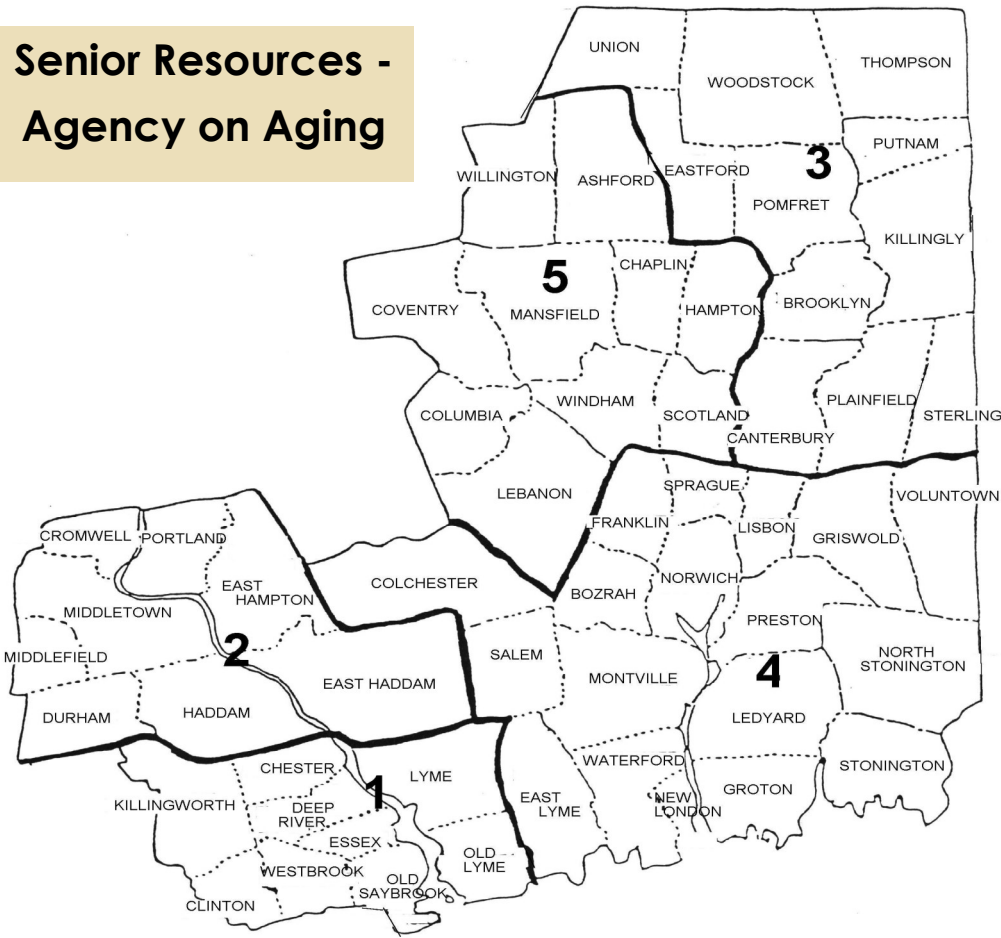 Senior Resources -
Agency on Aging
UNION
WOODSTOCK
THOMPSON
PUTNAM
WILLINGTON
ASHFORD
EASTFORD
3
POMFRET
KILLINGLY
CHAPLIN
5
COVENTRY
MANSFIELD
HAMPTON
BROOKLYN
COLUMBIA
WINDHAM
SCOTLAND
PLAINFIELD
STERLING
CANTERBURY
LEBANON
SPRAGUE
VOLUNTOWN
FRANKLIN
LISBON
GRISWOLD
CROMWELL
PORTLAND
COLCHESTER
NORWICH
EAST
HAMPTON
BOZRAH
MIDDLETOWN
PRESTON
MIDDLEFIELD
2
SALEM
MONTVILLE
4
NORTH
STONINGTON
EAST HADDAM
DURHAM
HADDAM
LEDYARD
WATERFORD
STONINGTON
CHESTER
1
LYME
KILLINGWORTH
DEEP
RIVER
EAST
LYME
NEW
LONDON
GROTON
ESSEX
OLD
LYME
WESTBROOK
OLD
SAYBROOK
CLINTON